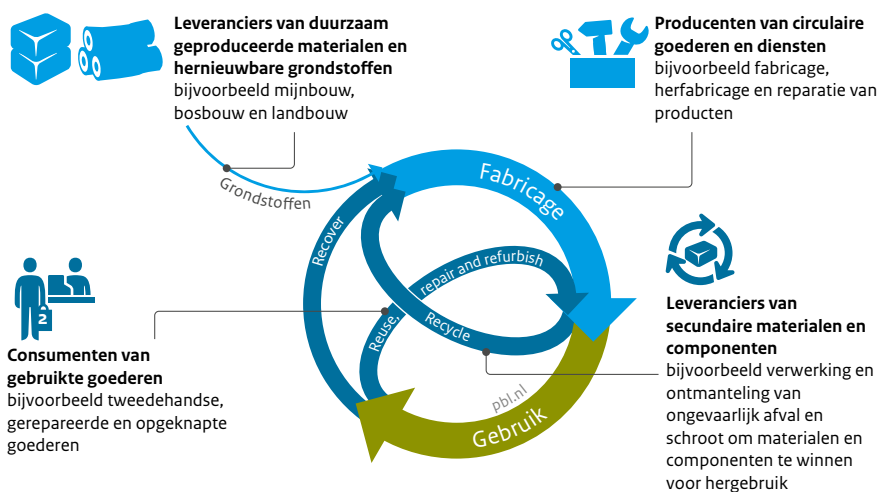 Leveranciers van duurzaam
geproduceerde materialen en
hernieuwbare grondstoffen
bijvoorbeeld mijnbouw,
bosbouw en landbouw
Producenten van circulaire
goederen en diensten
bijvoorbeeld fabricage,
herfabricage en reparatie van
producten
Grondstoffen
Fabricage
Recover
repair and refurbish
Reuse,
Recycle
pbl.nl
Gebruik
2
Consumenten van
gebruikte goederen
bijvoorbeeld tweedehandse,
gerepareerde en opgeknapte
goederen
Leveranciers van
secundaire materialen en
componenten
bijvoorbeeld verwerking en
ontmanteling van
ongevaarlijk afval en
schroot om materialen en
componenten te winnen
voor hergebruik